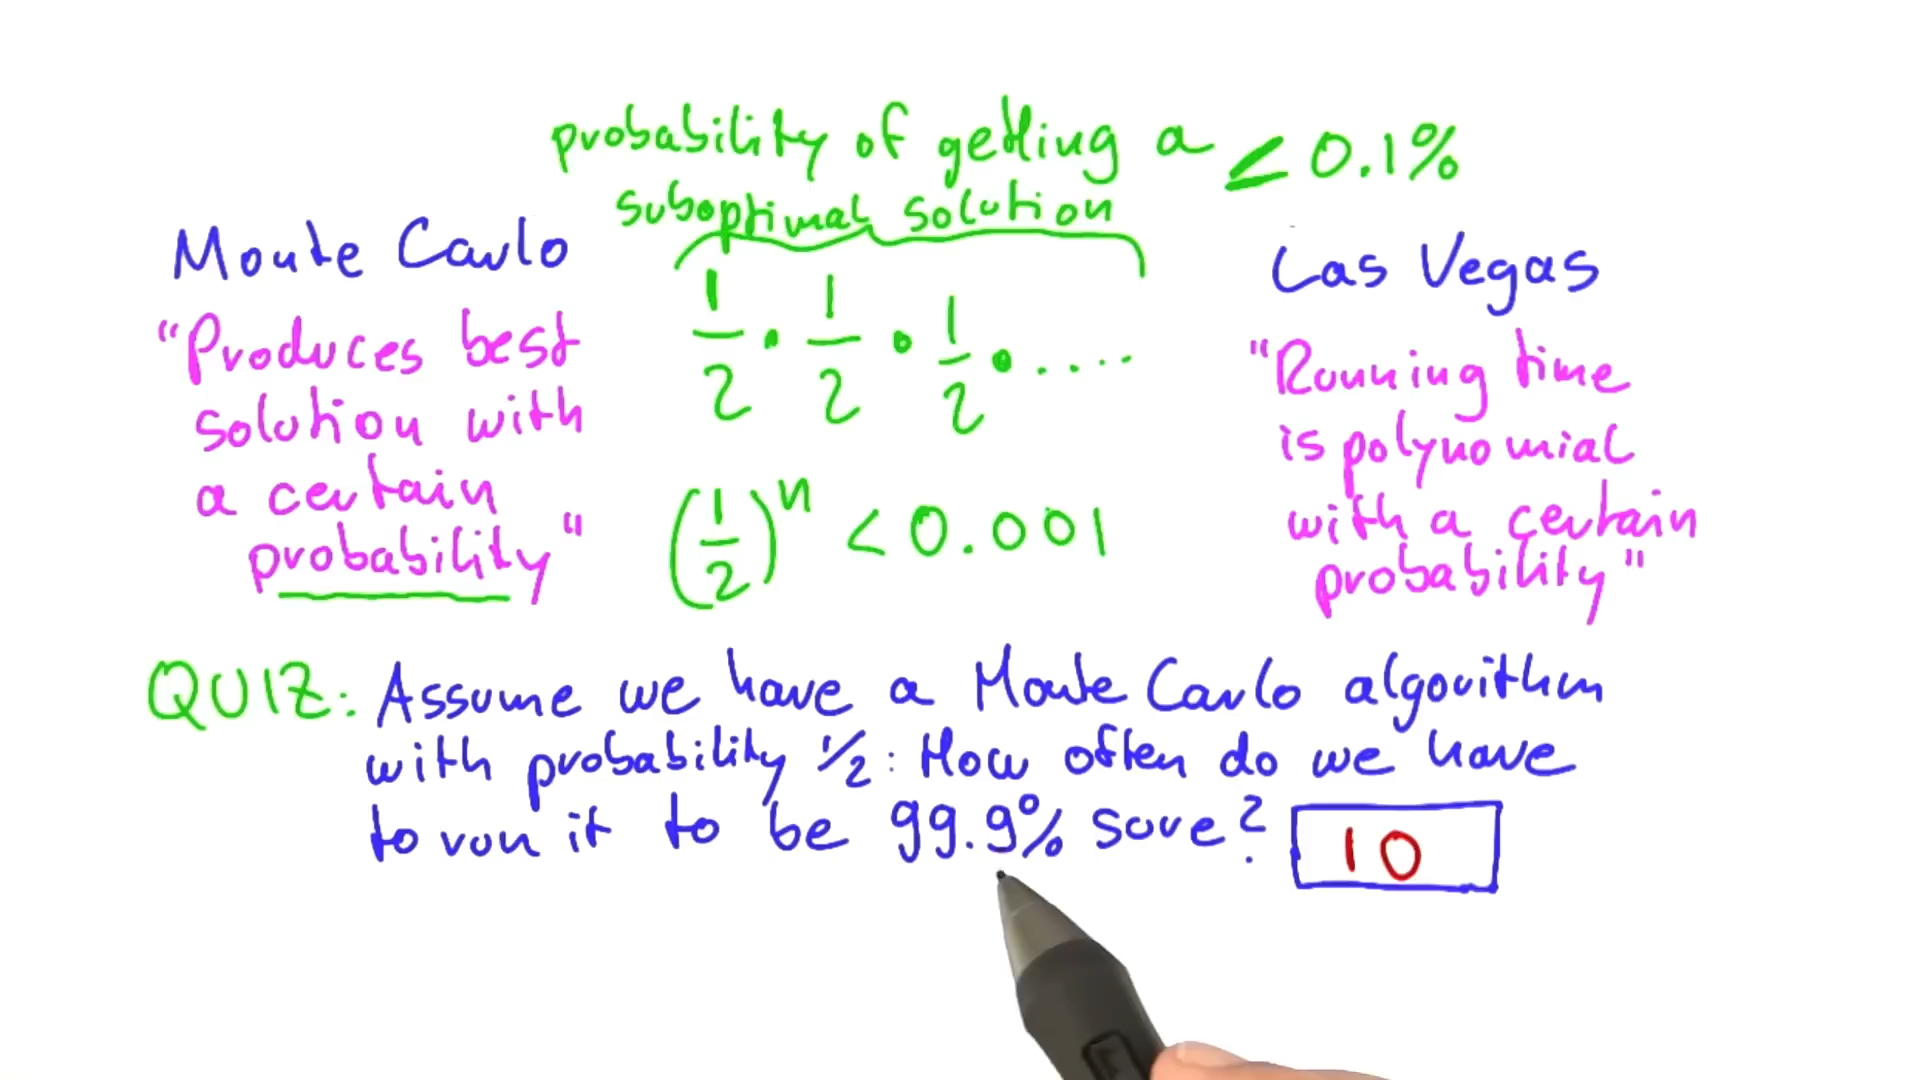 probability of getting a ≤ 0.1%
suboptimal solution
Monte Carlo
"Produces best
solution with
a certain
probability"
1/2 · 1/2 · 1/2 · ....
(1/2)^n < 0.001
Las Vegas
"Running time
is polynomial
with a certain
probability"
QUIZ: Assume we have a Monte Carlo algorithm
with probability 1/2: How often do we have
to run it to be 99.9% sure? 10